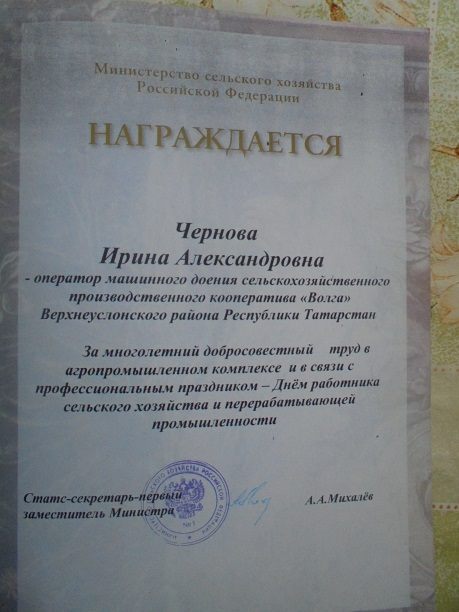 Министерство сельского хозяйства
Российской Федерации
НАГРАЖДАЕТСЯ
Чернова
Ирина Александровна
- оператор машинного доения сельскохозяйственного
производственного кооператива «Волга»
Верхнеуслонского района Республики Татарстан
За многолетний добросовестный труд в
агропромышленном комплексе и в связи с
профессиональным праздником – Днём работника
сельского хозяйства и перерабатывающей
промышленности
Статс-секретарь-первый
заместитель Министра
А.А.Михалёв